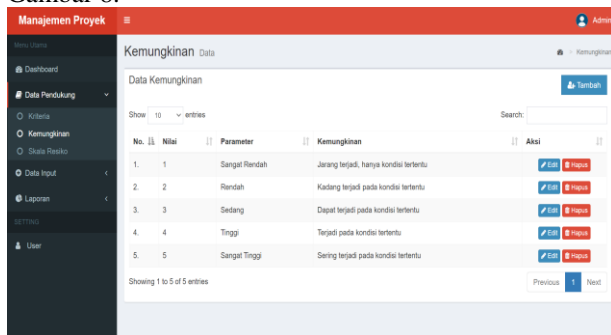 Manajemen Proyek
Admin
Menu Utama
Kemungkinan Data
Kemungkinan
Dashboard
Data Pendukung
Data Kemungkinan
Tambah
Kriteria
Show 10 entries
Search:
Kemungkinan
No. Nilai Parameter Kemungkinan Aksi
Skala Resiko
1. 1 Sangat Rendah Jarang terjadi, hanya kondisi tertentu Edit Hapus
Data Input
2. 2 Rendah Kadang terjadi pada kondisi tertentu Edit Hapus
Laporan
3. 3 Sedang Dapat terjadi pada kondisi tertentu Edit Hapus
SETTING
4. 4 Tinggi Terjadi pada kondisi tertentu Edit Hapus
User
5. 5 Sangat Tinggi Sering terjadi pada kondisi tertentu Edit Hapus
Showing 1 to 5 of 5 entries
Previous 1 Next